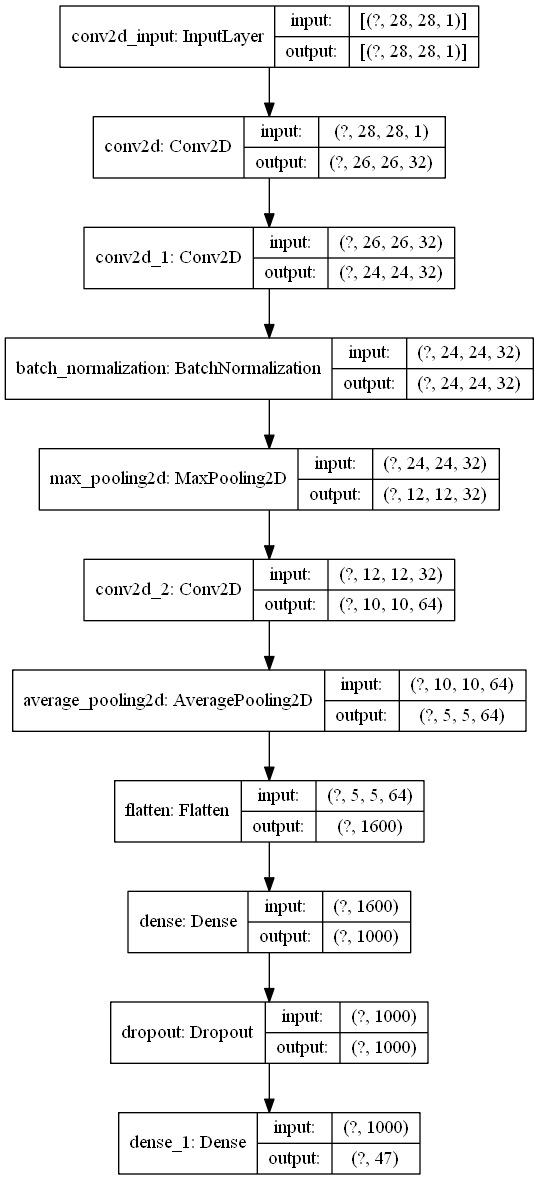 conv2d_input: InputLayer input: [(?, 28, 28, 1)]
output: [(?, 28, 28, 1)]
conv2d: Conv2D input: (?, 28, 28, 1)
output: (?, 26, 26, 32)
conv2d_1: Conv2D input: (?, 26, 26, 32)
output: (?, 24, 24, 32)
batch_normalization: BatchNormalization input: (?, 24, 24, 32)
output: (?, 24, 24, 32)
max_pooling2d: MaxPooling2D input: (?, 24, 24, 32)
output: (?, 12, 12, 32)
conv2d_2: Conv2D input: (?, 12, 12, 32)
output: (?, 10, 10, 64)
average_pooling2d: AveragePooling2D input: (?, 10, 10, 64)
output: (?, 5, 5, 64)
flatten: Flatten input: (?, 5, 5, 64)
output: (?, 1600)
dense: Dense input: (?, 1600)
output: (?, 1000)
dropout: Dropout input: (?, 1000)
output: (?, 1000)
dense_1: Dense input: (?, 1000)
output: (?, 47)